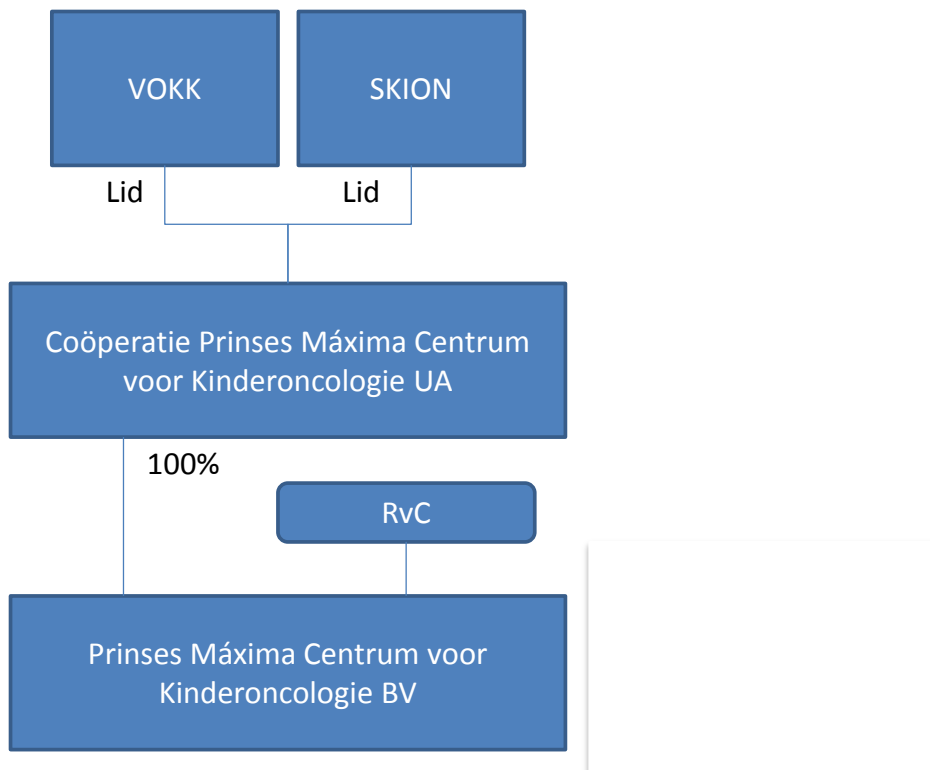 VOKK
SKION
Lid
Lid
Coöperatie Prinses Máxima Centrum
voor Kinderoncologie UA
100%
RvC
Prinses Máxima Centrum voor
Kinderoncologie BV